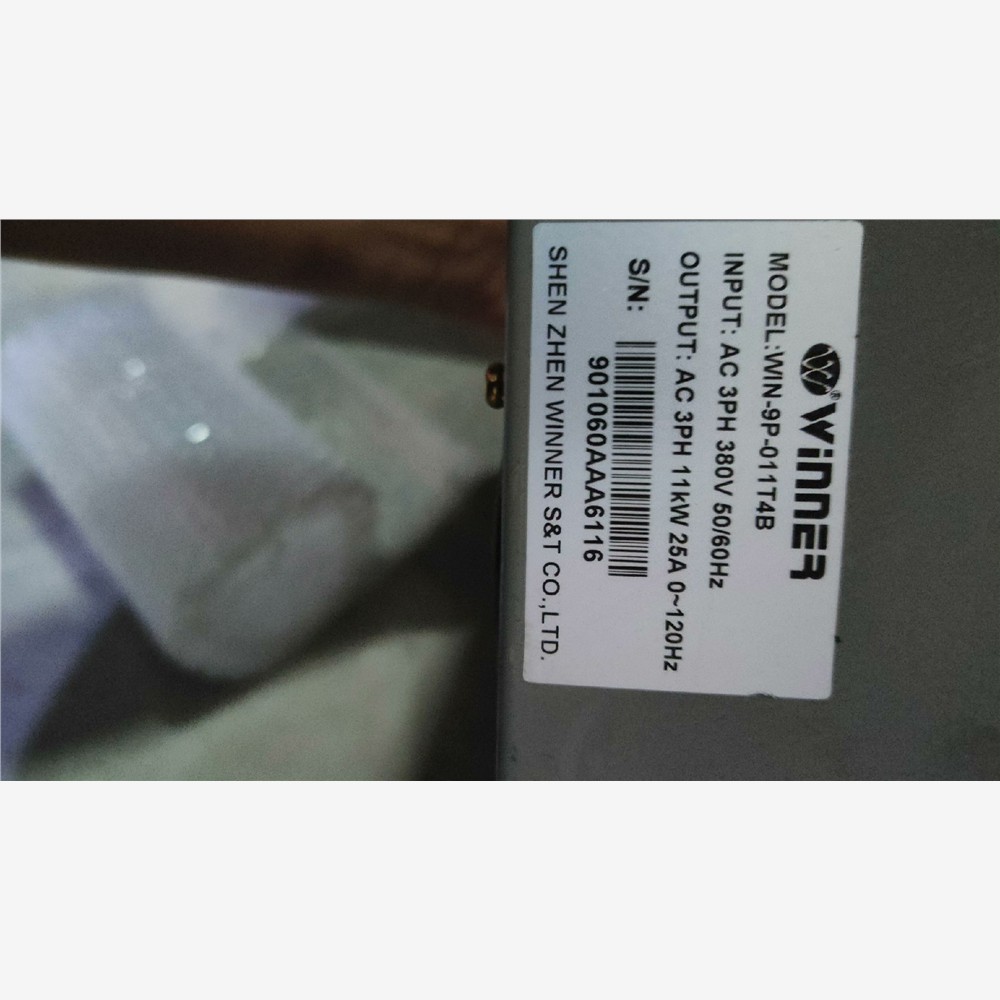 WINNER
MODEL:WIN-9P-011T4B
INPUT: AC 3PH 380V 50/60Hz
OUTPUT: AC 3PH 11kW 25A 0~120Hz
S/N:
901060AAA6116
SHEN ZHEN WINNER S&T CO.,LTD.